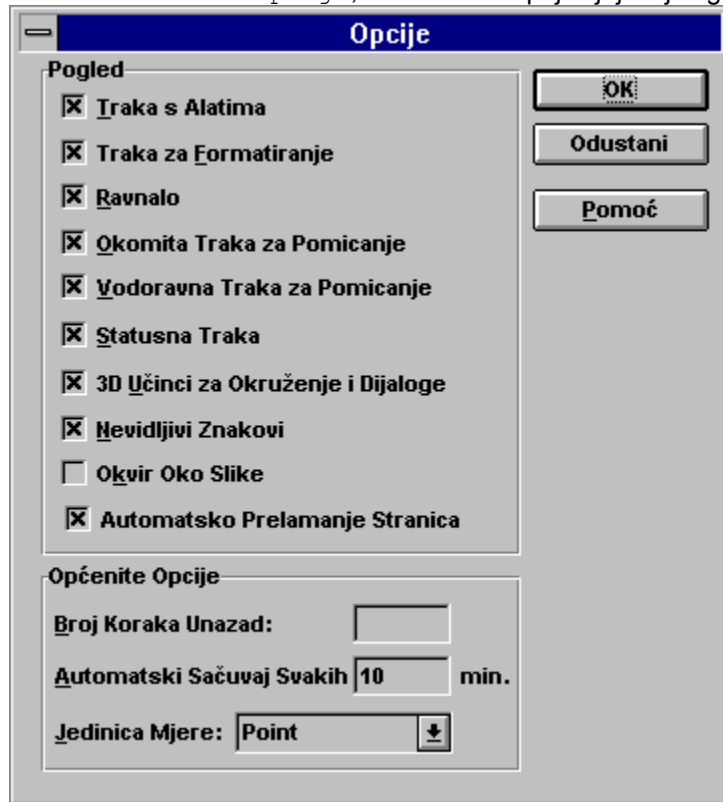 Opcije
Pogled
Traka s Alatima
Traka za Formatiranje
Ravnalo
Okomita Traka za Pomicanje
Vodoravna Traka za Pomicanje
Statusna Traka
3D Učinci za Okruženje i Dijaloge
Nevidljivi Znakovi
Okvir Oko Slike
Automatsko Prelamanje Stranica
OK
Odustani
Pomoć
Općenite Opcije
Broj Koraka Unazad:
Automatski Sačuvaj Svakih 10 min.
Jedinica Mjere: Point